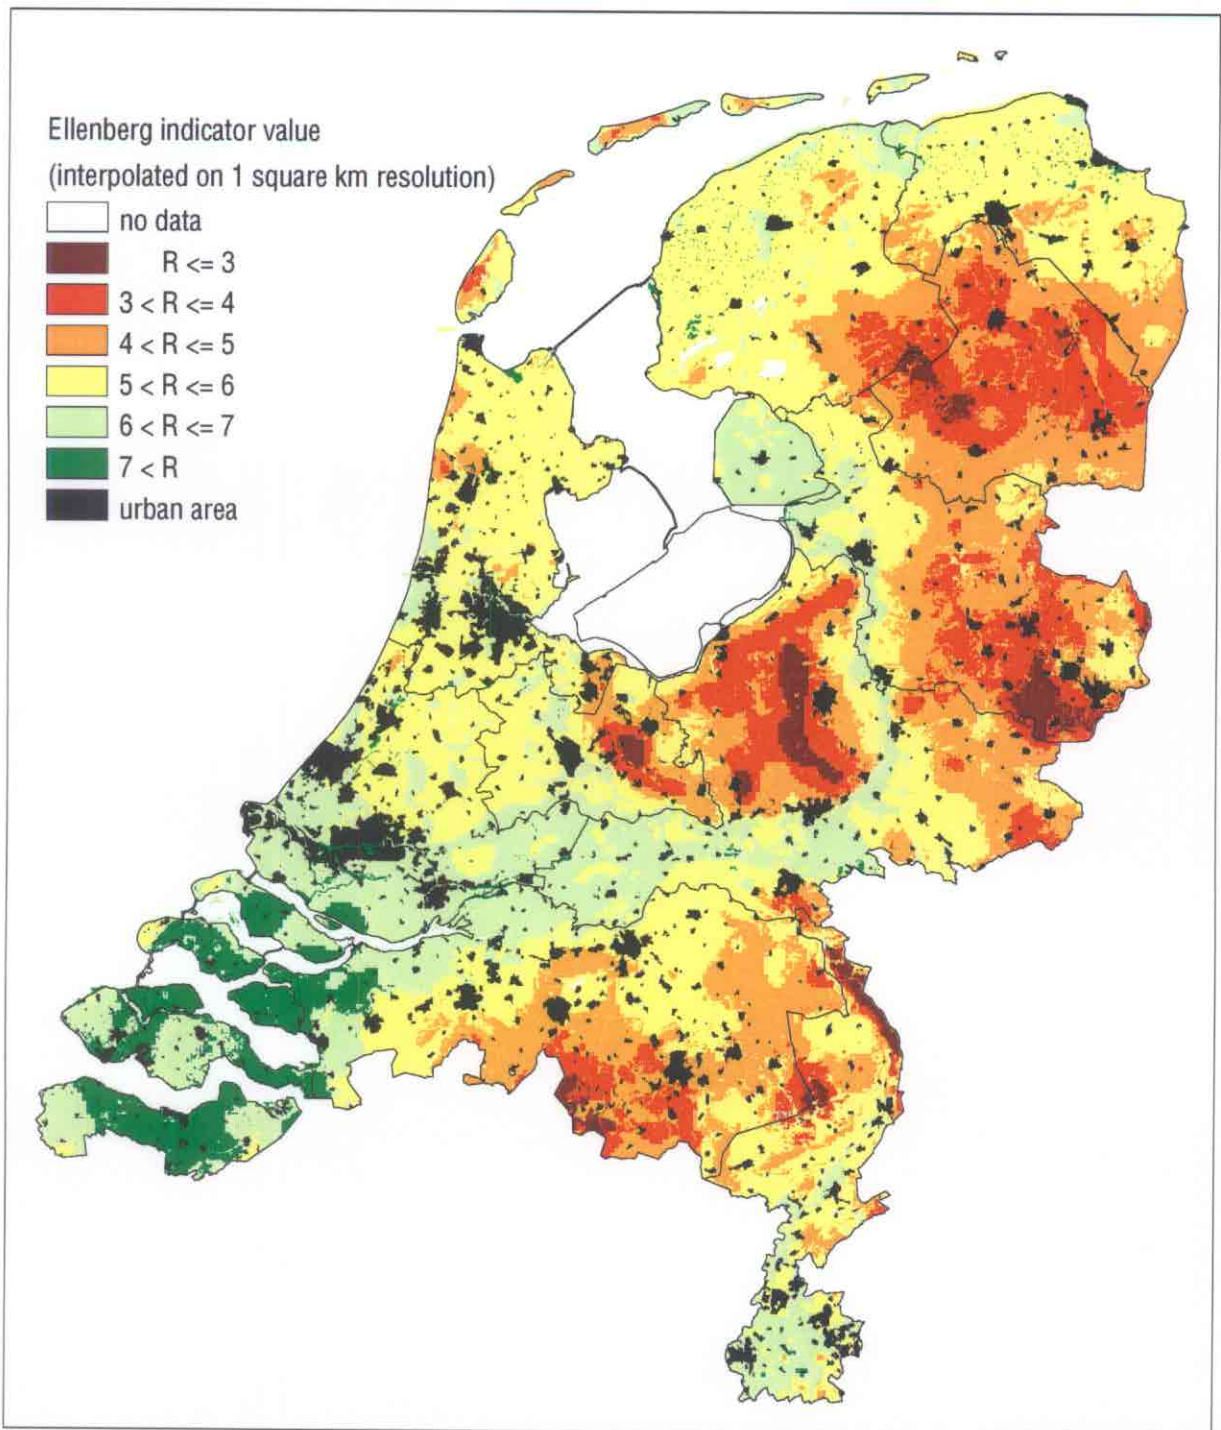 Ellenberg indicator value
(interpolated on 1 square km resolution)
no data
R <= 3
3 < R <= 4
4 < R <= 5
5 < R <= 6
6 < R <= 7
7 < R
urban area